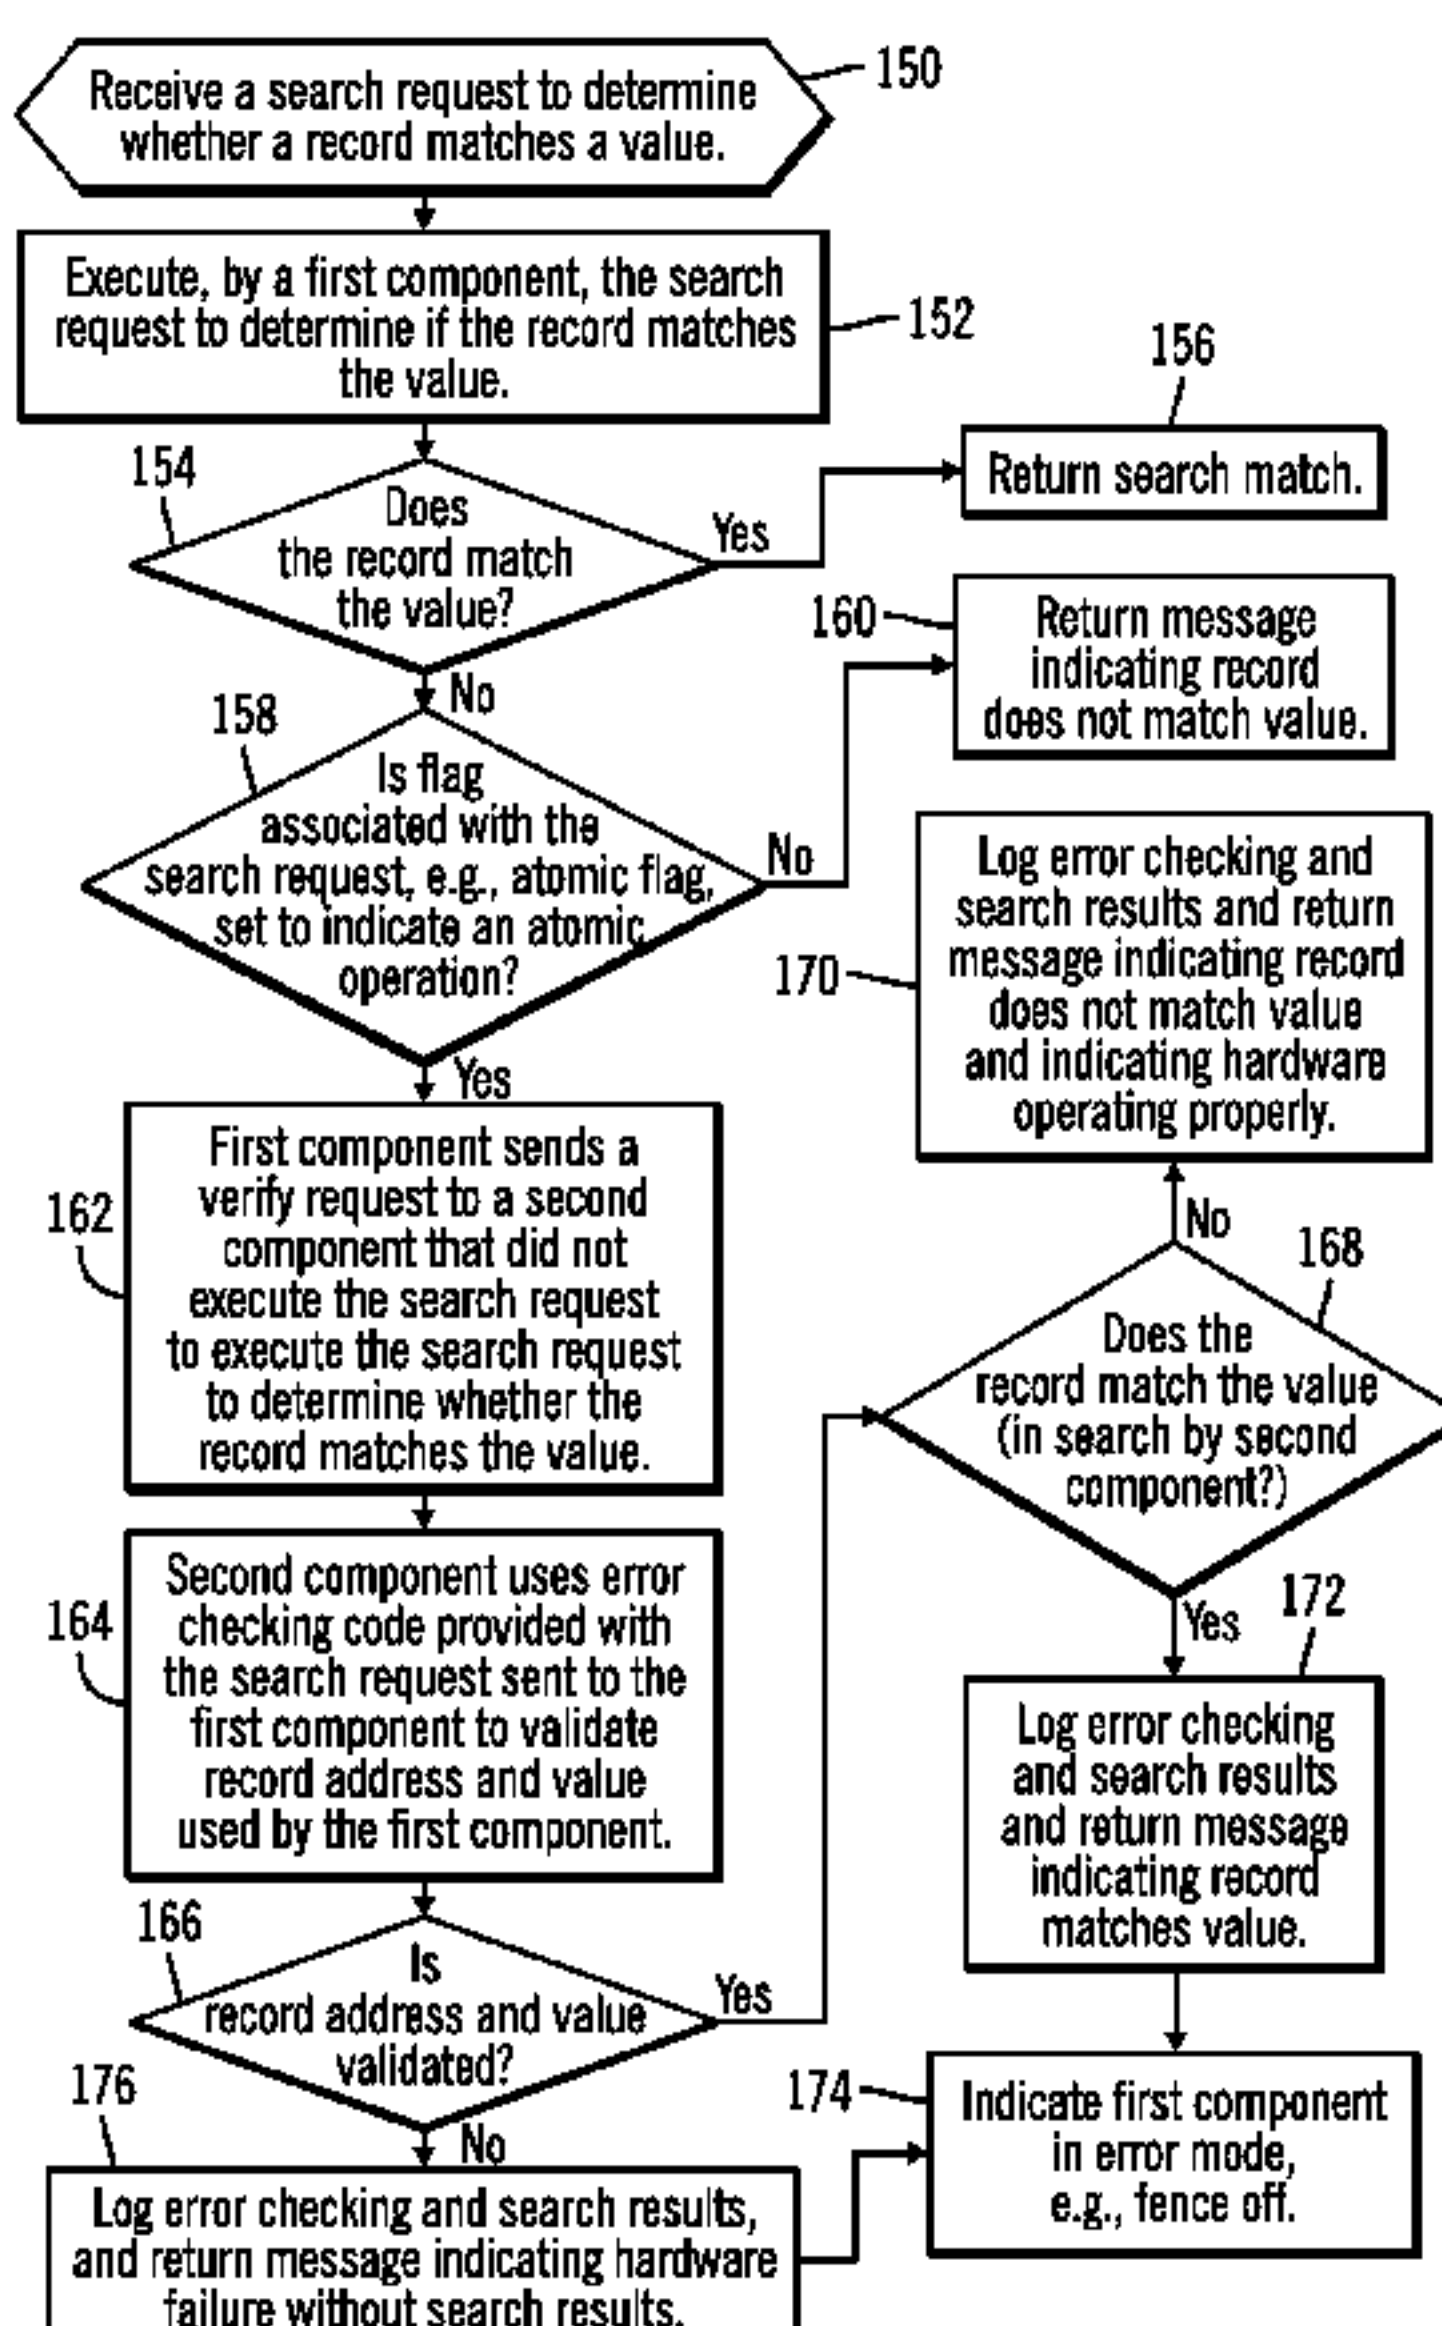 Receive a search request to determine
whether a record matches a value.
150
Execute, by a first component, the search
request to determine if the record matches
the value.
152
154
Does
the record match
the value?
Yes
No
156
Return search match.
158
Is flag
associated with the
search request, e.g., atomic flag,
set to indicate an atomic
operation?
No
Yes
160
Return message
indicating record
does not match value.
162
First component sends a
verify request to a second
component that did not
execute the search request
to execute the search request
to determine whether the
record matches the value.
164
Second component uses error
checking code provided with
the search request sent to the
first component to validate
record address and value
used by the first component.
166
Is
record address and value
validated?
Yes
No
168
Does the
record match the value
(in search by second
component?)
No
Yes
170
Log error checking and
search results and return
message indicating record
does not match value
and indicating hardware
operating properly.
172
Log error checking
and search results
and return message
indicating record
matches value.
174
Indicate first component
in error mode,
e.g., fence off.
176
Log error checking and search results,
and return message indicating hardware
failure without search results.